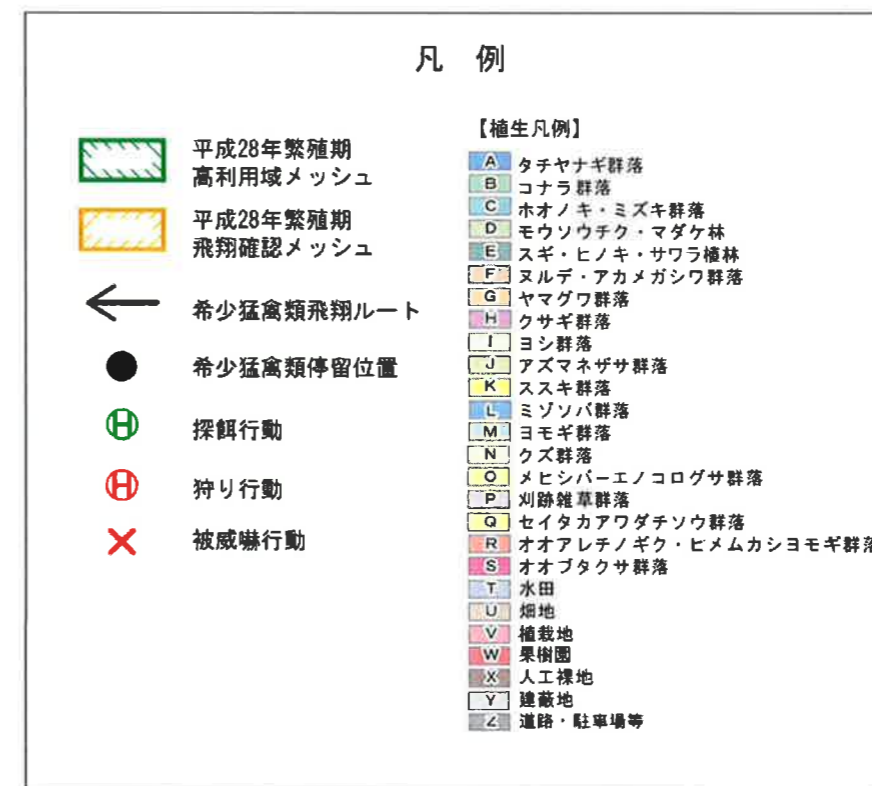 凡 例
平成28年繁殖期
高利用域メッシュ
平成28年繁殖期
飛翔確認メッシュ
希少猛禽類飛翔ルート
希少猛禽類停留位置
H 探餌行動
H 狩り行動
被威嚇行動
【植生凡例】
A タチヤナギ群落
B コナラ群落
C ホオノキ・ミズキ群落
D モウソウチク・マダケ林
E スギ・ヒノキ・サワラ植林
F ヌルデ・アカメガシワ群落
G ヤマグワ群落
H クサギ群落
I ヨシ群落
J アズマネザサ群落
K ススキ群落
L ミゾソバ群落
M ヨモギ群落
N クズ群落
O メヒシバーエノコログサ群落
P 刈跡雑草群落
Q セイタカアワダチソウ群落
R オオアレチノギク・ヒメムカシヨモギ群落
S オオブタクサ群落
T 水田
U 畑地
V 植栽地
W 果樹園
X 人工裸地
Y 建蔽地
Z 道路・駐車場等